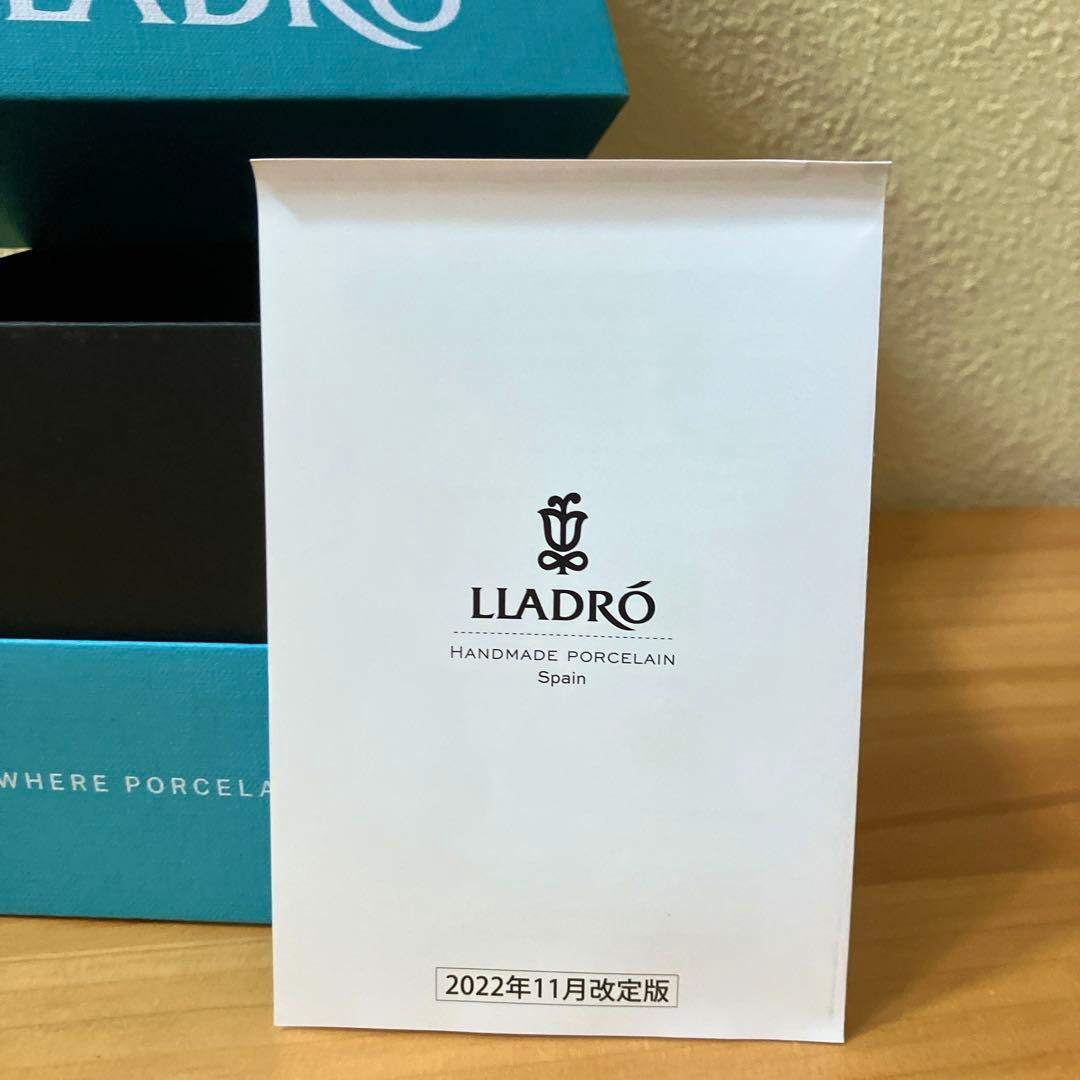 LADRÓ
LLADRÓ
HANDMADE PORCELAIN
Spain
WHERE PORCELA
2022年11月改定版